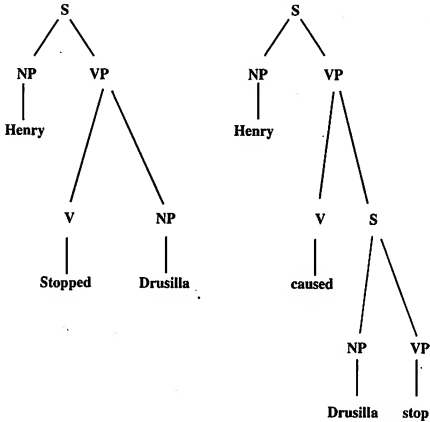 S
NP VP
Henry
V NP
Stopped Drusilla
S
NP VP
Henry
V S
caused
NP VP
Drusilla stop